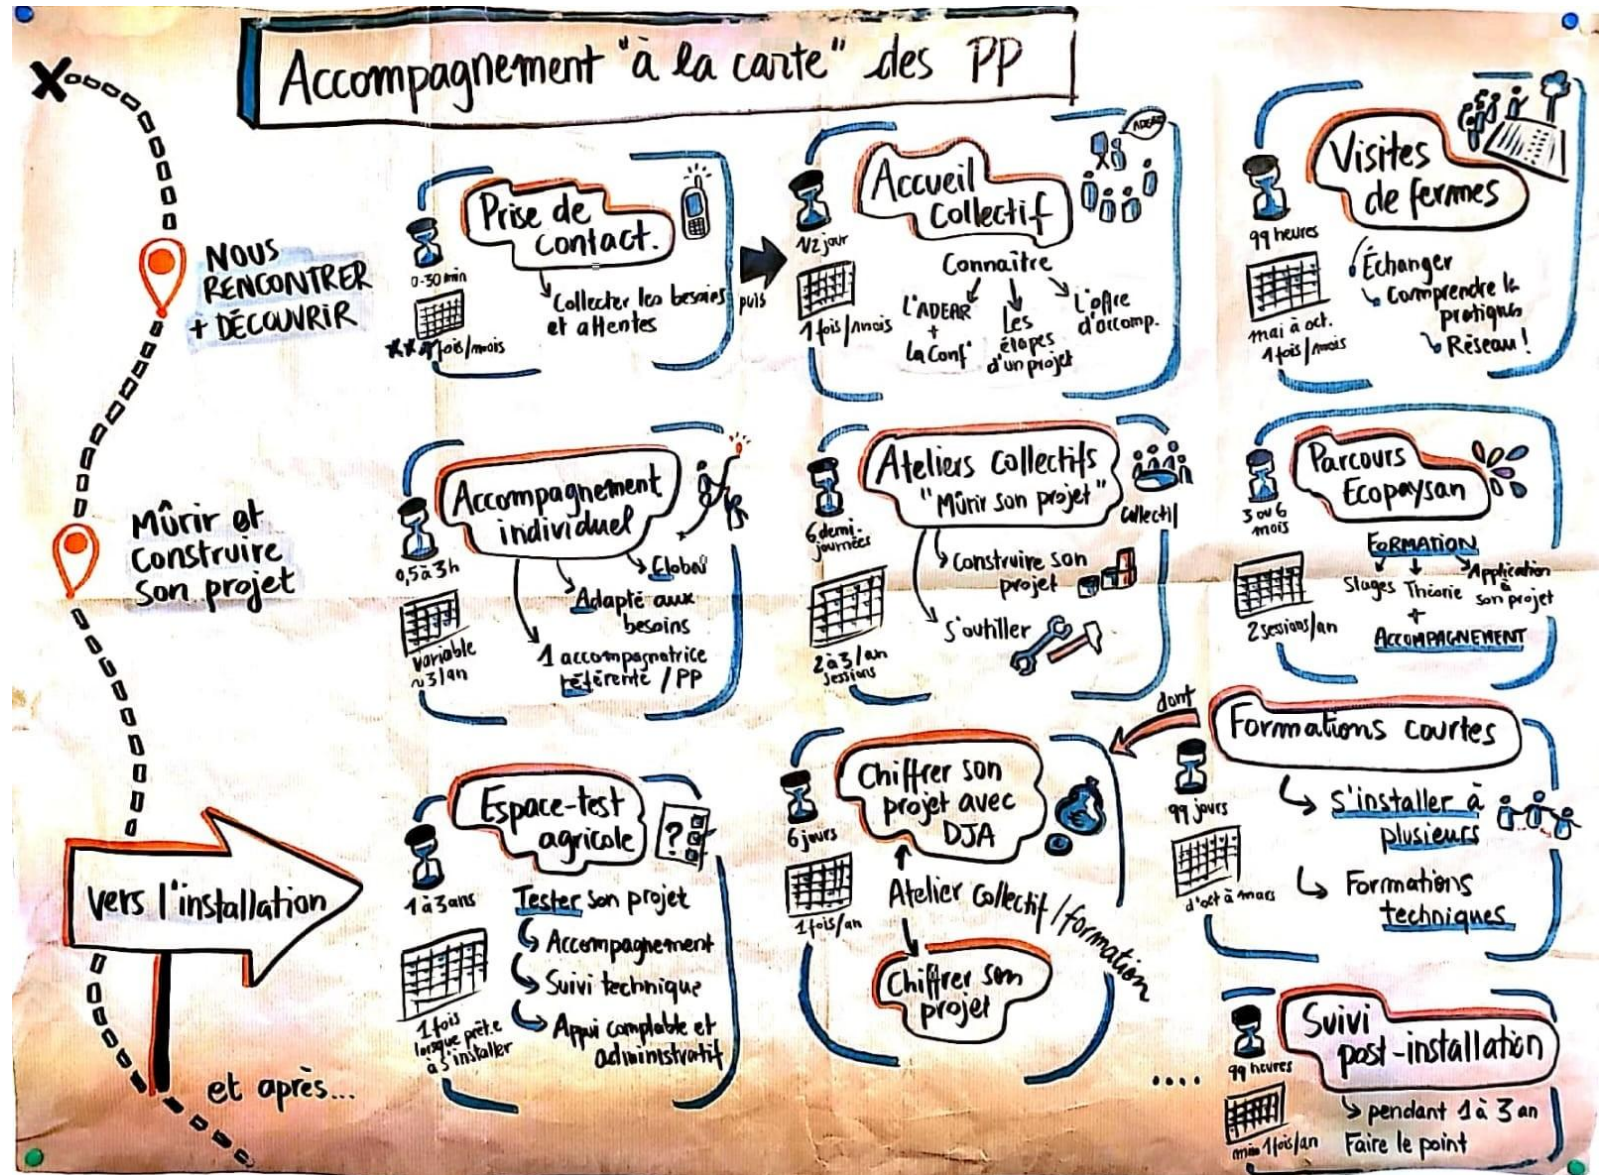 Accompagnement "à la carte" des PP
NOUS
RENCONTRER
+ DÉCOUVRIR
Prise de
contact.
0-30 min
fois/mois
Collecter les besoins
et attentes
puis
Accueil
Collectif
ADEAR
1/2 jour
1 fois/mois
Connaître
L'ADEAR
+
la Conf'
Les
étapes
d'un projet
L'offre
d'accomp.
Visites
de fermes
99 heures
mai à oct.
1 fois/mois
Échanger
Comprendre le
pratiques
Réseau !
Mûrir et
construire
son projet
Accompagnement
individuel
0,5 à 3h
variable
~3/an
Global
Adapté aux
besoins
1 accompagnatrice
référente / PP
Ateliers collectifs
"Mûrir son projet"
6 demi-
journées
2 à 3/an
sessions
Collectif
Construire son
projet
S'outiller
Parcours
Ecopaysan
3 ou 6
mois
2 sessions/an
FORMATION
Stages Théorie
Application
à
son projet
+
ACCOMPAGNEMENT
vers l'installation
Espace-test
agricole
?
1 à 3 ans
1 fois
lorsque prêt.e
à s'installer
Tester son projet
Accompagnement
Suivi technique
Appui comptable et
administratif
Chiffrer son
projet avec
DJA
6 jours
1 fois/an
Atelier Collectif / formation
Chiffrer son
projet
dont
Formations courtes
99 jours
d'oct à mars
S'installer à
plusieurs
Formations
techniques
et après...
....
Suivi
post-installation
99 heures
min 1 fois/an
pendant 1 à 3 an
Faire le point